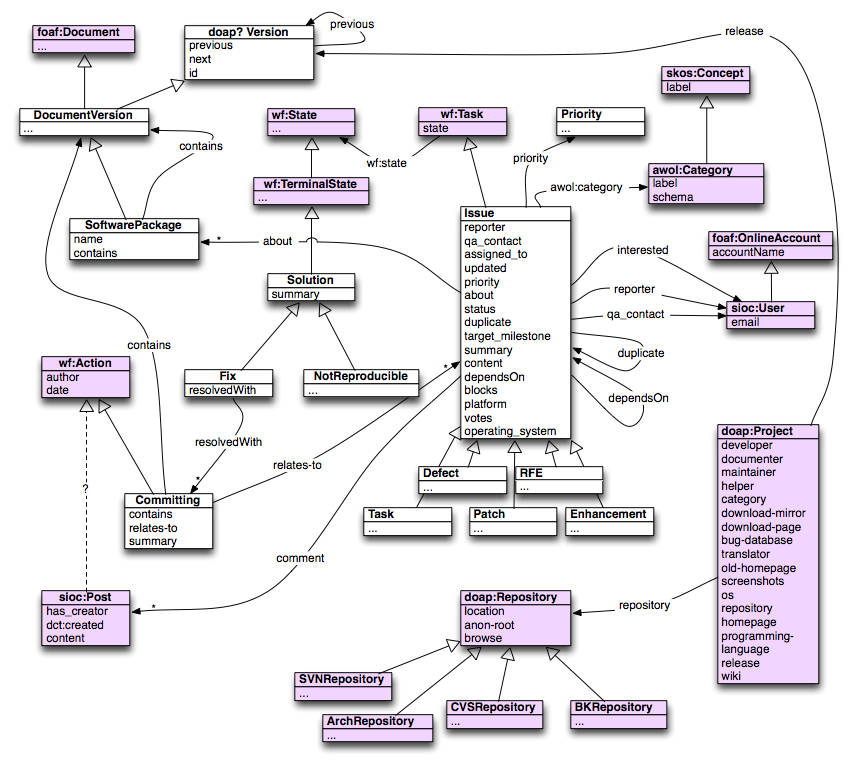 foaf:Document
...
doap? Version
previous
next
id
previous
release
skos:Concept
label
DocumentVersion
...
wf:State
...
wf:Task
state
Priority
...
contains
wf:state
priority
awol:Category
label
schema
awol:category
wf:TerminalState
...
SoftwarePackage
name
contains
* about
Issue
reporter
qa_contact
assigned_to
updated
priority
about
status
duplicate
target_milestone
summary
content
dependsOn
blocks
platform
votes
operating_system
foaf:OnlineAccount
accountName
interested
reporter
qa_contact
sioc:User
email
Solution
summary
duplicate
dependsOn
contains
wf:Action
author
date
Fix
resolvedWith
NotReproducible
...
*
resolvedWith
*
relates-to
doap:Project
developer
documenter
maintainer
helper
category
download-mirror
download-page
bug-database
translator
old-homepage
screenshots
os
repository
homepage
programming-
language
release
wiki
Defect
...
RFE
...
?
Committing
contains
relates-to
summary
Task
...
Patch
...
Enhancement
...
comment
*
sioc:Post
has_creator
dct:created
content
doap:Repository
location
anon-root
browse
repository
SVNRepository
...
ArchRepository
...
CVSRepository
...
BKRepository
...